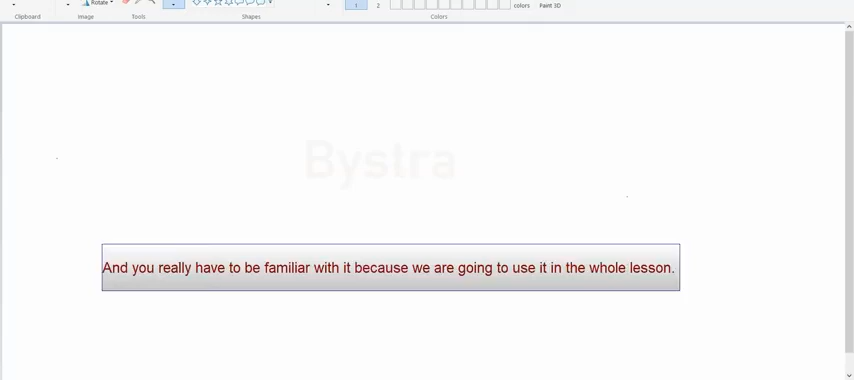 Rotate
Clipboard
Image
Tools
Shapes
1
2
colors
Paint 3D
Colors
Bystra
And you really have to be familiar with it because we are going to use it in the whole lesson.